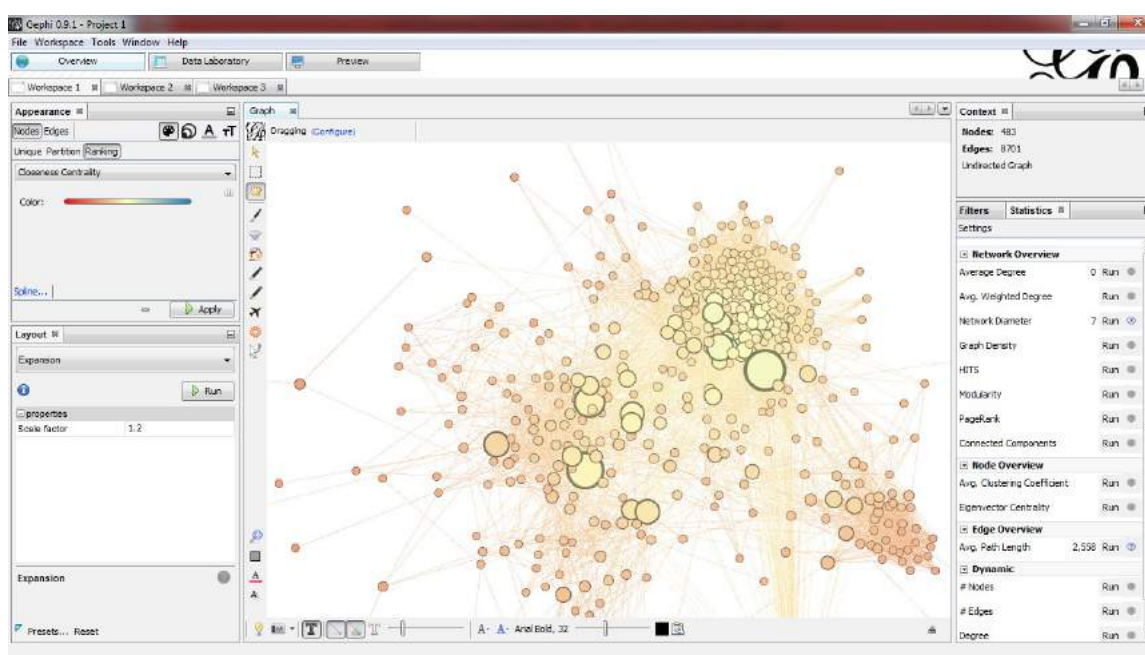 Gephi 0.9.1 - Project 1
File Workspace Tools Window Help
Overview Data Laboratory Preview
Workspace 1 Workspace 2 Workspace 3
Appearance
Nodes Edges
Unique Partition Ranking
Closeness Centrality
Color:
Spline...
Apply
Layout
Expansion
Run
properties
Scale factor 1.2
Expansion
Presets... Reset
Graph
Dragging (Configure)
A- A- Arial Bold, 32
Context
Nodes: 483
Edges: 8701
Undirected Graph
Filters Statistics
Settings
Network Overview
Average Degree 0 Run
Avg. Weighted Degree Run
Network Diameter 7 Run
Graph Density Run
HITS Run
Modularity Run
PageRank Run
Connected Components Run
Node Overview
Avg. Clustering Coefficient Run
Eigenvector Centrality Run
Edge Overview
Avg. Path Length 2,558 Run
Dynamic
# Nodes Run
# Edges Run
Degree Run